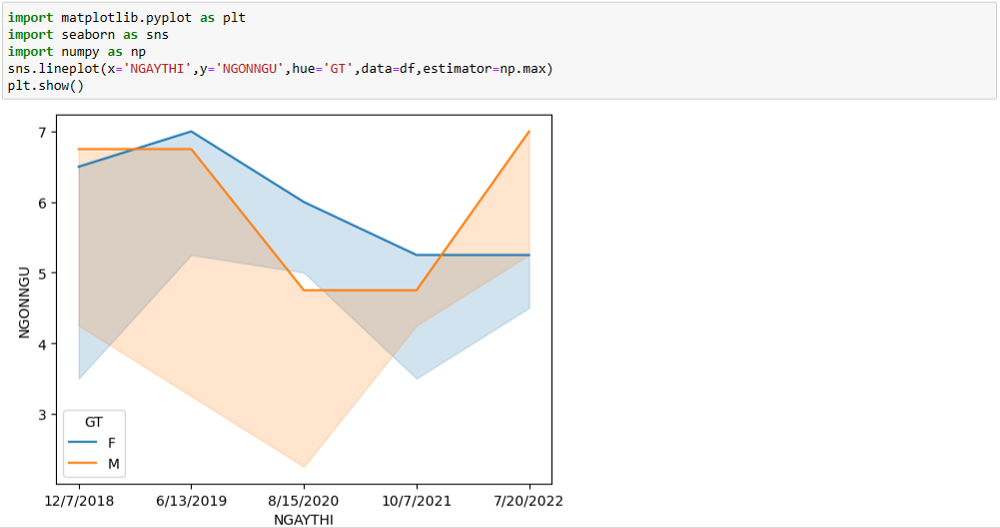 import matplotlib.pyplot as plt
import seaborn as sns
import numpy as np
sns.lineplot(x='NGAYTHI',y='NGONNGU',hue='GT',data=df,estimator=np.max)
plt.show()
7
6
5
4
3
NGONNGU
GT
F
M
12/7/2018 6/13/2019 8/15/2020 10/7/2021 7/20/2022
NGAYTHI